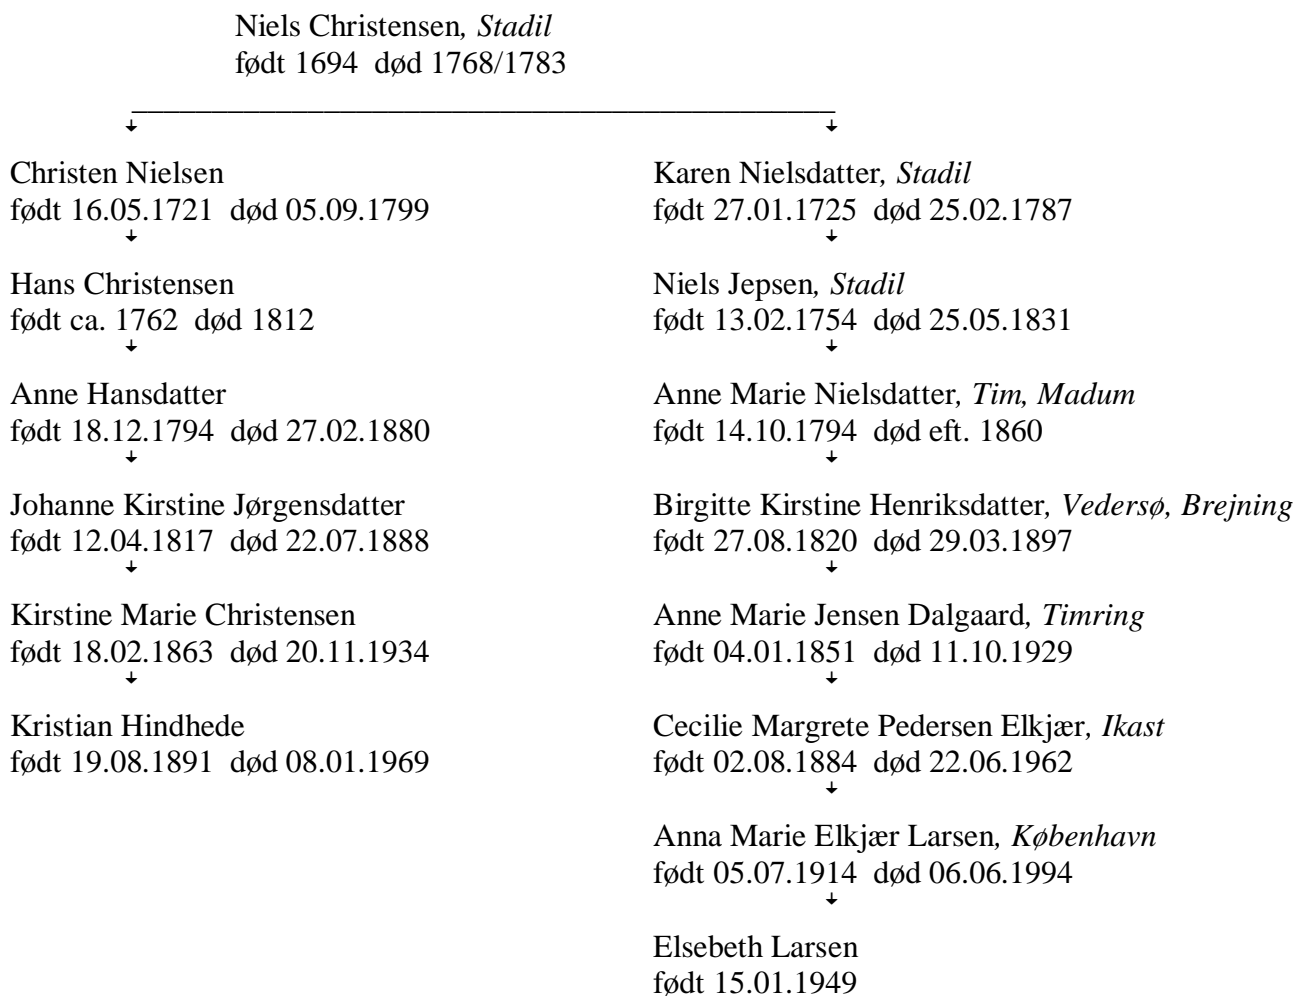 Niels Christensen, Stadil
født 1694 død 1768/1783
Christen Nielsen
født 16.05.1721 død 05.09.1799
Hans Christensen
født ca. 1762 død 1812
Anne Hansdatter
født 18.12.1794 død 27.02.1880
Johanne Kirstine Jørgensdatter
født 12.04.1817 død 22.07.1888
Kirstine Marie Christensen
født 18.02.1863 død 20.11.1934
Kristian Hindhede
født 19.08.1891 død 08.01.1969
Karen Nielsdatter, Stadil
født 27.01.1725 død 25.02.1787
Niels Jepsen, Stadil
født 13.02.1754 død 25.05.1831
Anne Marie Nielsdatter, Tim, Madum
født 14.10.1794 død eft. 1860
Birgitte Kirstine Henriksdatter, Vedersø, Brejning
født 27.08.1820 død 29.03.1897
Anne Marie Jensen Dalgaard, Timring
født 04.01.1851 død 11.10.1929
Cecilie Margrete Pedersen Elkjær, Ikast
født 02.08.1884 død 22.06.1962
Anna Marie Elkjær Larsen, København
født 05.07.1914 død 06.06.1994
Elsebeth Larsen
født 15.01.1949